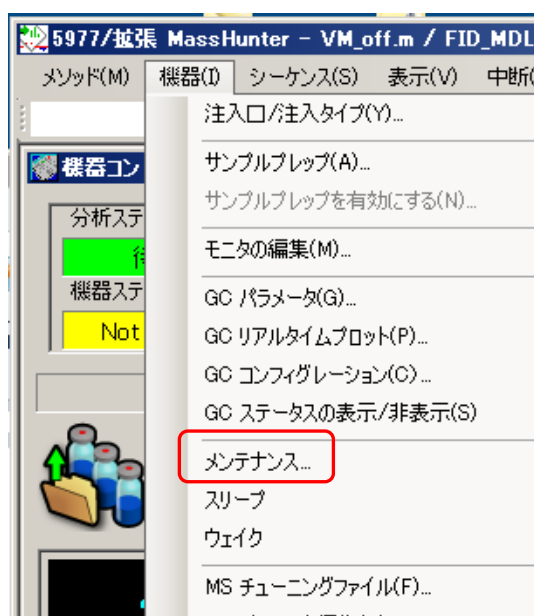 5977/拡張 MassHunter - VM_off.m / FID_MDL
メソッド(M) 機器(I) シーケンス(S) 表示(V) 中断(
注入口/注入タイプ(Y)...
機器コン
サンプルプレップ(A)...
サンプルプレップを有効にする(N)...
分析ステ
モニタの編集(M)...
機器ステ
GC パラメータ(G)...
Not
GC リアルタイムプロット(P)...
GC コンフィグレーション(C)...
GC ステータスの表示/非表示(S)
メンテナンス...
スリープ
ウェイク
MS チューニングファイル(F)...